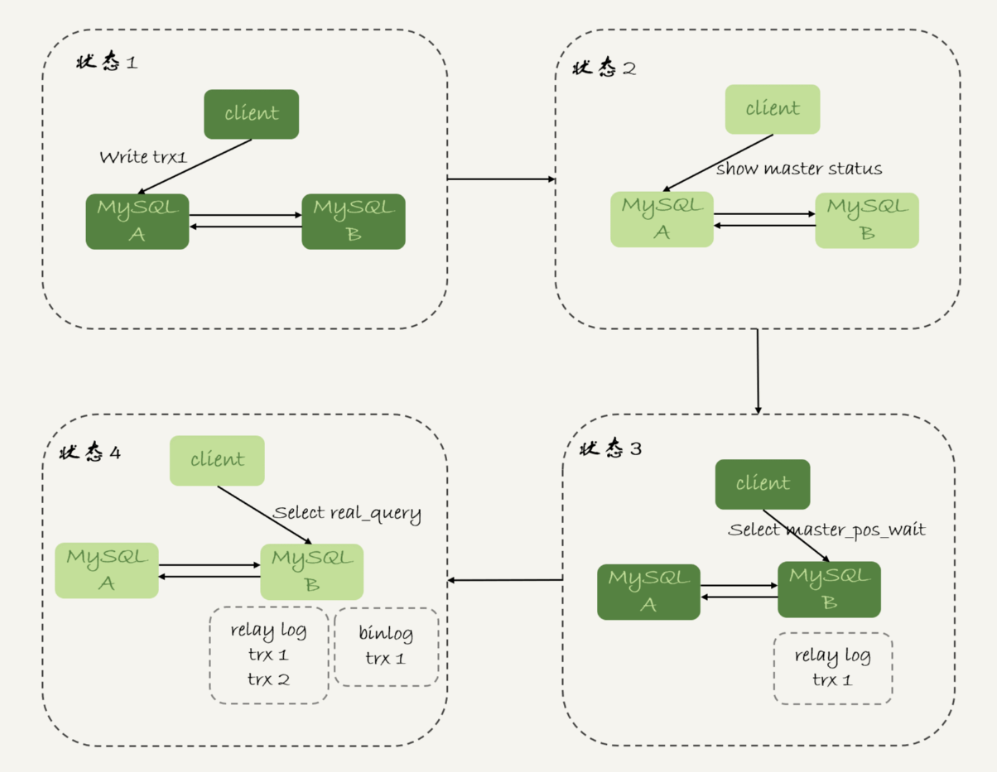 状态1
client
Write trx1
MySQL
A
MySQL
B
状态2
client
show master status
MySQL
A
MySQL
B
状态4
client
Select real_query
MySQL
A
MySQL
B
relay log
trx 1
trx 2
binlog
trx 1
状态3
client
Select master_pos_wait
MySQL
A
MySQL
B
relay log
trx 1